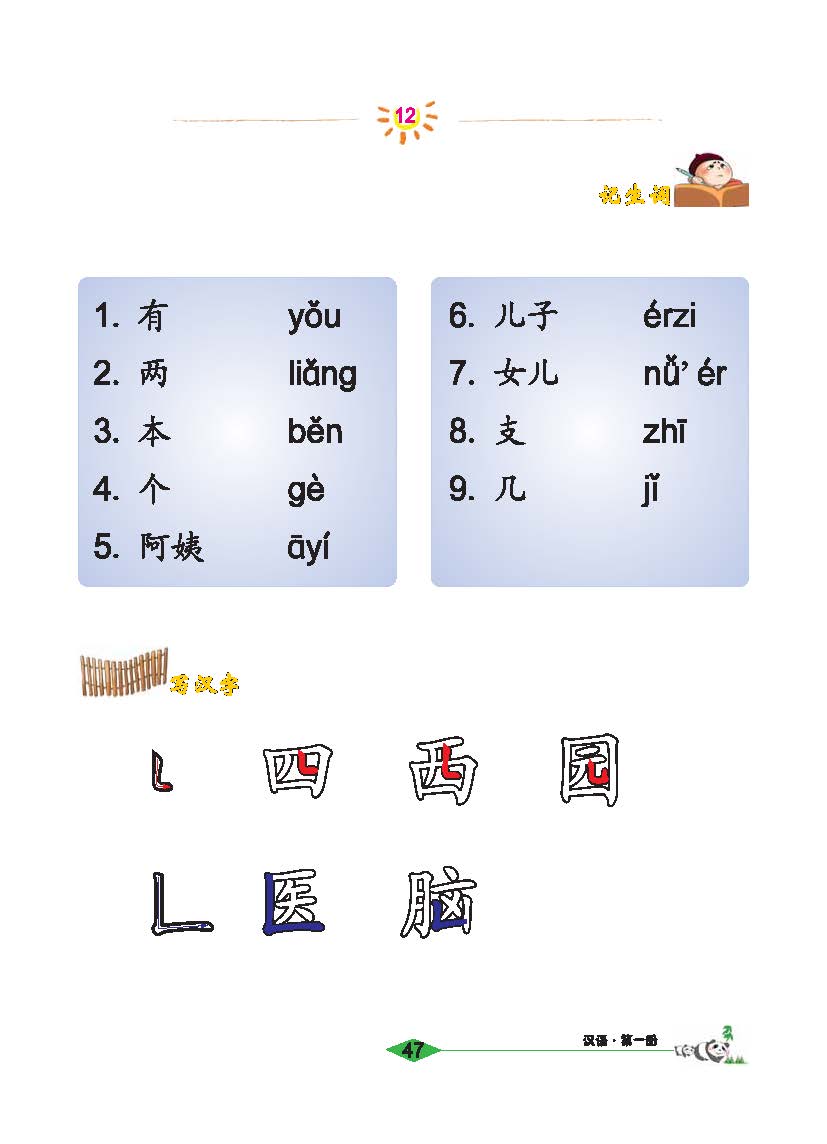 12
记生词
1. 有 yǒu
2. 两 liǎng
3. 本 běn
4. 个 gè
5. 阿姨 āyí
6. 儿子 érzi
7. 女儿 nǚ’ér
8. 支 zhī
9. 几 jǐ
写汉字
㇄ 四 西 园
𠃊 医 脑
47
汉语·第一册